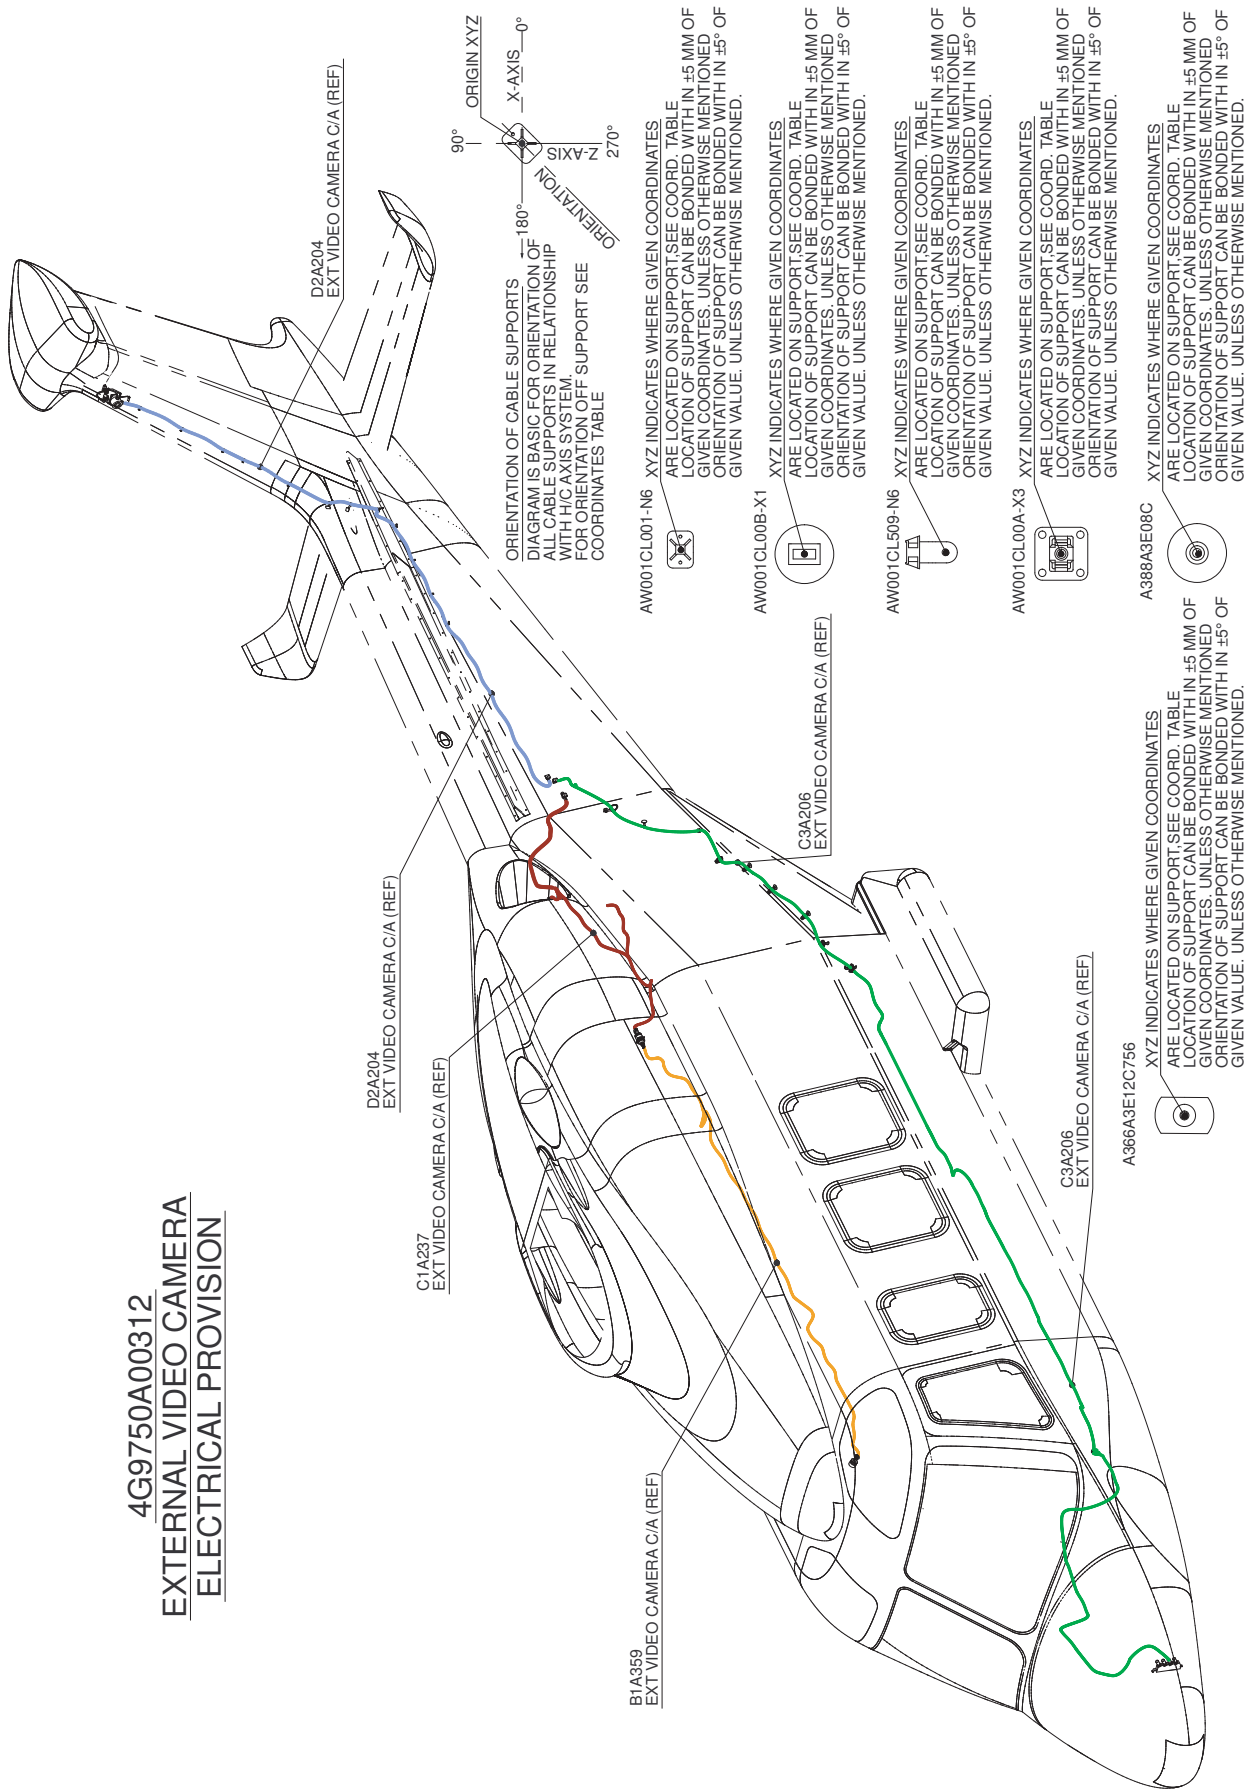 4G9750A00312
EXTERNAL VIDEO CAMERA
ELECTRICAL PROVISION
D2A204
EXT VIDEO CAMERA C/A (REF)
D2A204
EXT VIDEO CAMERA C/A (REF)
C1A237
EXT VIDEO CAMERA C/A (REF)
B1A359
EXT VIDEO CAMERA C/A (REF)
C3A206
EXT VIDEO CAMERA C/A (REF)
C3A206
EXT VIDEO CAMERA C/A (REF)
90°
ORIGIN XYZ
X-AXIS
0°
180°
Z-AXIS
270°
ORIENTATION
ORIENTATION OF CABLE SUPPORTS
DIAGRAM IS BASIC FOR ORIENTATION OF
ALL CABLE SUPPORTS IN RELATIONSHIP
WITH H/C AXIS SYSTEM.
FOR ORIENTATION OFF SUPPORT SEE
COORDINATES TABLE
AW001CL001-N6
XYZ INDICATES WHERE GIVEN COORDINATES
ARE LOCATED ON SUPPORT,SEE COORD. TABLE
LOCATION OF SUPPORT CAN BE BONDED WITH IN ±5 MM OF
GIVEN COORDINATES. UNLESS OTHERWISE MENTIONED
ORIENTATION OF SUPPORT CAN BE BONDED WITH IN ±5° OF
GIVEN VALUE. UNLESS OTHERWISE MENTIONED.
AW001CL00B-X1
XYZ INDICATES WHERE GIVEN COORDINATES
ARE LOCATED ON SUPPORT,SEE COORD. TABLE
LOCATION OF SUPPORT CAN BE BONDED WITH IN ±5 MM OF
GIVEN COORDINATES. UNLESS OTHERWISE MENTIONED
ORIENTATION OF SUPPORT CAN BE BONDED WITH IN ±5° OF
GIVEN VALUE. UNLESS OTHERWISE MENTIONED.
AW001CL509-N6
XYZ INDICATES WHERE GIVEN COORDINATES
ARE LOCATED ON SUPPORT,SEE COORD. TABLE
LOCATION OF SUPPORT CAN BE BONDED WITH IN ±5 MM OF
GIVEN COORDINATES. UNLESS OTHERWISE MENTIONED
ORIENTATION OF SUPPORT CAN BE BONDED WITH IN ±5° OF
GIVEN VALUE. UNLESS OTHERWISE MENTIONED.
AW001CL00A-X3
XYZ INDICATES WHERE GIVEN COORDINATES
ARE LOCATED ON SUPPORT,SEE COORD. TABLE
LOCATION OF SUPPORT CAN BE BONDED WITH IN ±5 MM OF
GIVEN COORDINATES. UNLESS OTHERWISE MENTIONED
ORIENTATION OF SUPPORT CAN BE BONDED WITH IN ±5° OF
GIVEN VALUE. UNLESS OTHERWISE MENTIONED.
A388A3E08C
XYZ INDICATES WHERE GIVEN COORDINATES
ARE LOCATED ON SUPPORT,SEE COORD. TABLE
LOCATION OF SUPPORT CAN BE BONDED WITH IN ±5 MM OF
GIVEN COORDINATES. UNLESS OTHERWISE MENTIONED
ORIENTATION OF SUPPORT CAN BE BONDED WITH IN ±5° OF
GIVEN VALUE. UNLESS OTHERWISE MENTIONED.
A366A3E12C756
XYZ INDICATES WHERE GIVEN COORDINATES
ARE LOCATED ON SUPPORT,SEE COORD. TABLE
LOCATION OF SUPPORT CAN BE BONDED WITH IN ±5 MM OF
GIVEN COORDINATES. UNLESS OTHERWISE MENTIONED
ORIENTATION OF SUPPORT CAN BE BONDED WITH IN ±5° OF
GIVEN VALUE. UNLESS OTHERWISE MENTIONED.